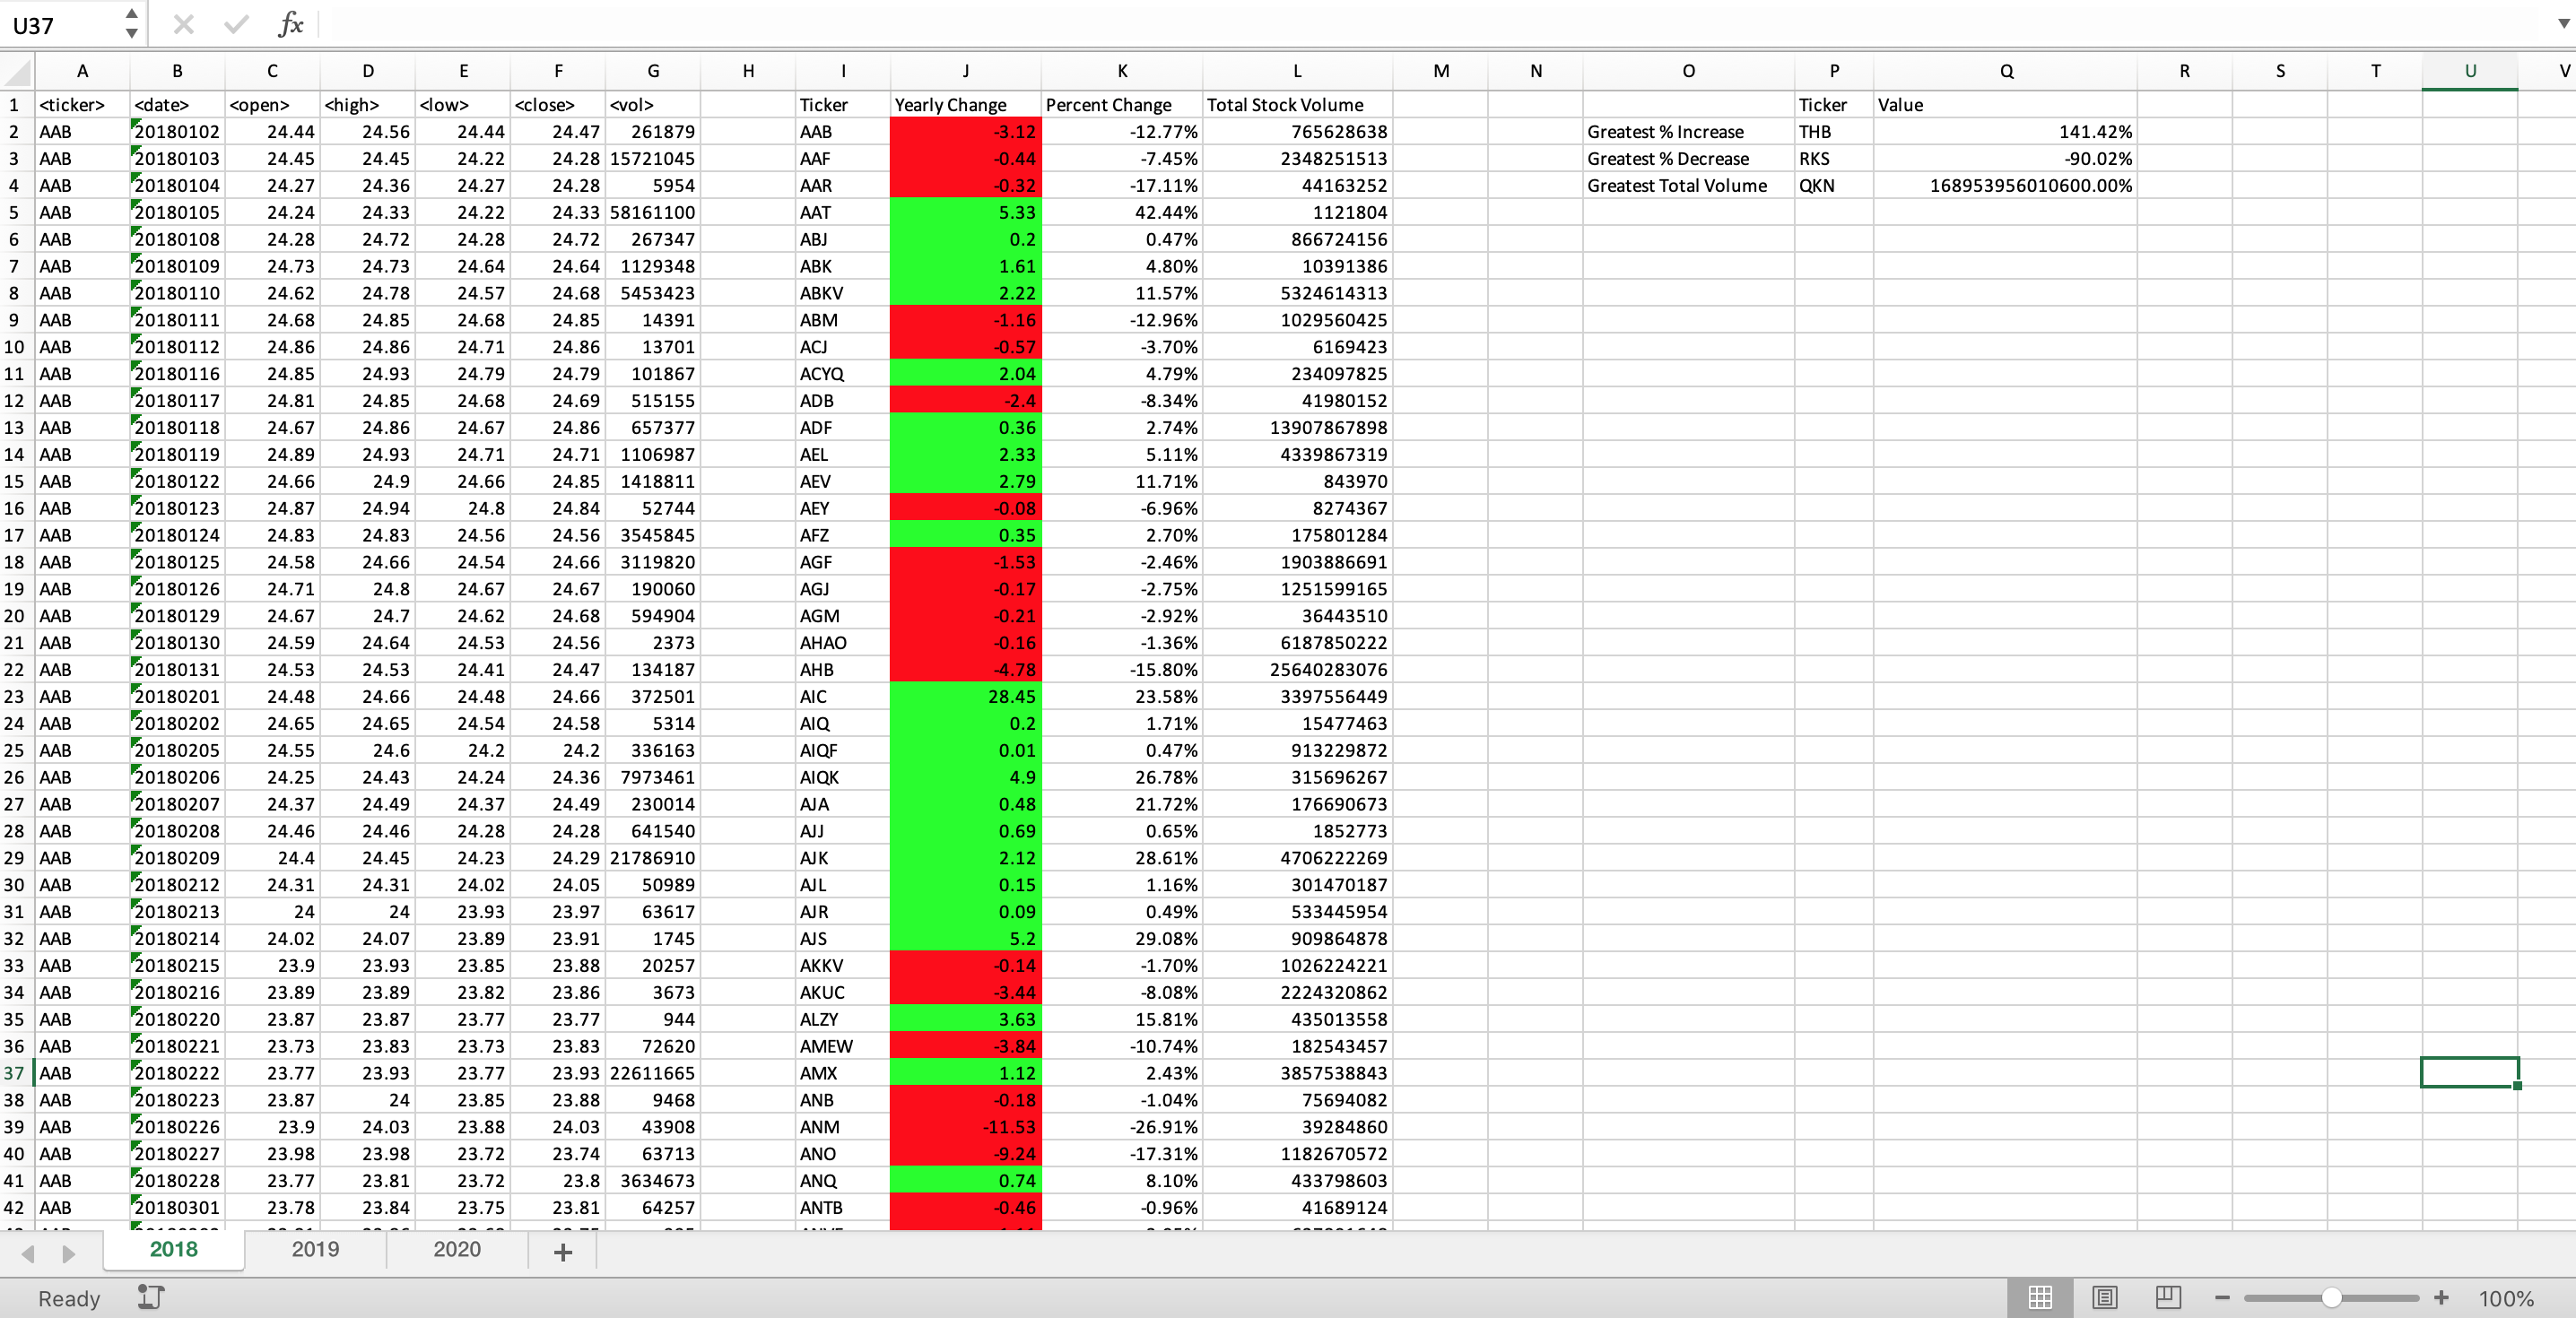 U37 fx
A B C D E F G H I J K L M N O P Q R S T U V
1 <ticker> <date> <open> <high> <low> <close> <vol> Ticker Yearly Change Percent Change Total Stock Volume Ticker Value
2 AAB 20180102 24.44 24.56 24.44 24.47 261879 AAB -3.12 -12.77% 765628638 Greatest % Increase THB 141.42%
3 AAB 20180103 24.45 24.45 24.22 24.28 15721045 AAF -0.44 -7.45% 2348251513 Greatest % Decrease RKS -90.02%
4 AAB 20180104 24.27 24.36 24.27 24.28 5954 AAR -0.32 -17.11% 44163252 Greatest Total Volume QKN 168953956010600.00%
5 AAB 20180105 24.24 24.33 24.22 24.33 58161100 AAT 5.33 42.44% 1121804
6 AAB 20180108 24.28 24.72 24.28 24.72 267347 ABJ 0.2 0.47% 866724156
7 AAB 20180109 24.73 24.73 24.64 24.64 1129348 ABK 1.61 4.80% 10391386
8 AAB 20180110 24.62 24.78 24.57 24.68 5453423 ABKV 2.22 11.57% 5324614313
9 AAB 20180111 24.68 24.85 24.68 24.85 14391 ABM -1.16 -12.96% 1029560425
10 AAB 20180112 24.86 24.86 24.71 24.86 13701 ACJ -0.57 -3.70% 6169423
11 AAB 20180116 24.85 24.93 24.79 24.79 101867 ACYQ 2.04 4.79% 234097825
12 AAB 20180117 24.81 24.85 24.68 24.69 515155 ADB -2.4 -8.34% 41980152
13 AAB 20180118 24.67 24.86 24.67 24.86 657377 ADF 0.36 2.74% 13907867898
14 AAB 20180119 24.89 24.93 24.71 24.71 1106987 AEL 2.33 5.11% 4339867319
15 AAB 20180122 24.66 24.9 24.66 24.85 1418811 AEV 2.79 11.71% 843970
16 AAB 20180123 24.87 24.94 24.8 24.84 52744 AEY -0.08 -6.96% 8274367
17 AAB 20180124 24.83 24.83 24.56 24.56 3545845 AFZ 0.35 2.70% 175801284
18 AAB 20180125 24.58 24.66 24.54 24.66 3119820 AGF -1.53 -2.46% 1903886691
19 AAB 20180126 24.71 24.8 24.67 24.67 190060 AGJ -0.17 -2.75% 1251599165
20 AAB 20180129 24.67 24.7 24.62 24.68 594904 AGM -0.21 -2.92% 36443510
21 AAB 20180130 24.59 24.64 24.53 24.56 2373 AHAO -0.16 -1.36% 6187850222
22 AAB 20180131 24.53 24.53 24.41 24.47 134187 AHB -4.78 -15.80% 25640283076
23 AAB 20180201 24.48 24.66 24.48 24.66 372501 AIC 28.45 23.58% 3397556449
24 AAB 20180202 24.65 24.65 24.54 24.58 5314 AIQ 0.2 1.71% 15477463
25 AAB 20180205 24.55 24.6 24.2 24.2 336163 AIQF 0.01 0.47% 913229872
26 AAB 20180206 24.25 24.43 24.24 24.36 7973461 AIQK 4.9 26.78% 315696267
27 AAB 20180207 24.37 24.49 24.37 24.49 230014 AJA 0.48 21.72% 176690673
28 AAB 20180208 24.46 24.46 24.28 24.28 641540 AJJ 0.69 0.65% 1852773
29 AAB 20180209 24.4 24.45 24.23 24.29 21786910 AJK 2.12 28.61% 4706222269
30 AAB 20180212 24.31 24.31 24.02 24.05 50989 AJL 0.15 1.16% 301470187
31 AAB 20180213 24 24 23.93 23.97 63617 AJR 0.09 0.49% 533445954
32 AAB 20180214 24.02 24.07 23.89 23.91 1745 AJS 5.2 29.08% 909864878
33 AAB 20180215 23.9 23.93 23.85 23.88 20257 AKKV -0.14 -1.70% 1026224221
34 AAB 20180216 23.89 23.89 23.82 23.86 3673 AKUC -3.44 -8.08% 2224320862
35 AAB 20180220 23.87 23.87 23.77 23.77 944 ALZY 3.63 15.81% 435013558
36 AAB 20180221 23.73 23.83 23.73 23.83 72620 AMEW -3.84 -10.74% 182543457
37 AAB 20180222 23.77 23.93 23.77 23.93 22611665 AMX 1.12 2.43% 3857538843
38 AAB 20180223 23.87 24 23.85 23.88 9468 ANB -0.18 -1.04% 75694082
39 AAB 20180226 23.9 24.03 23.88 24.03 43908 ANM -11.53 -26.91% 39284860
40 AAB 20180227 23.98 23.98 23.72 23.74 63713 ANO -9.24 -17.31% 1182670572
41 AAB 20180228 23.77 23.81 23.72 23.8 3634673 ANQ 0.74 8.10% 433798603
42 AAB 20180301 23.78 23.84 23.75 23.81 64257 ANTB -0.46 -0.96% 41689124
2018 2019 2020 +
Ready 100%